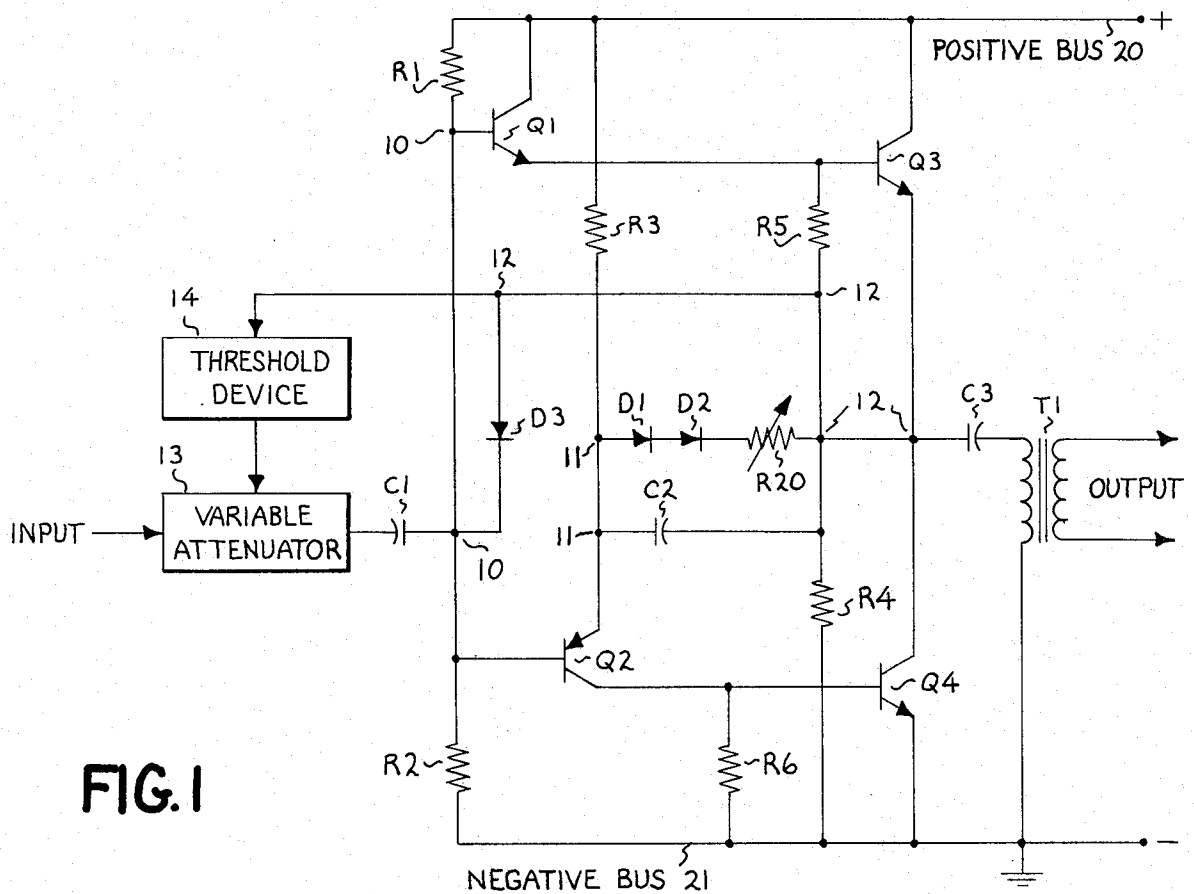 +
POSITIVE BUS 20
R1
10
Q1
Q3
R3
R5
12
12
14
THRESHOLD
DEVICE
D3
D1
D2
12
C3
T1
11
R20
13
C1
C2
OUTPUT
INPUT
VARIABLE
ATTENUATOR
11
10
R4
Q2
Q4
R2
R6
FIG. 1
NEGATIVE BUS 21
−